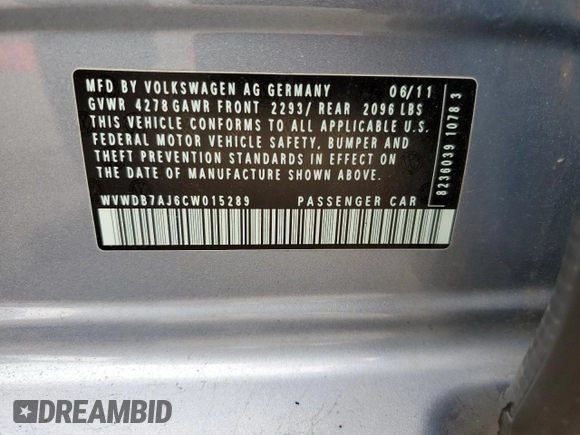 MFD BY VOLKSWAGEN AG GERMANY 06/11
GVWR 4278 GAWR FRONT 2293/ REAR 2096 LBS
THIS VEHICLE CONFORMS TO ALL APPLICABLE U.S.
FEDERAL MOTOR VEHICLE SAFETY, BUMPER AND
THEFT PREVENTION STANDARDS IN EFFECT ON
THE DATE OF MANUFACTURE SHOWN ABOVE.
WVWDB7AJ6CW015289 PASSENGER CAR
8236039 1078 3
DREAMBID